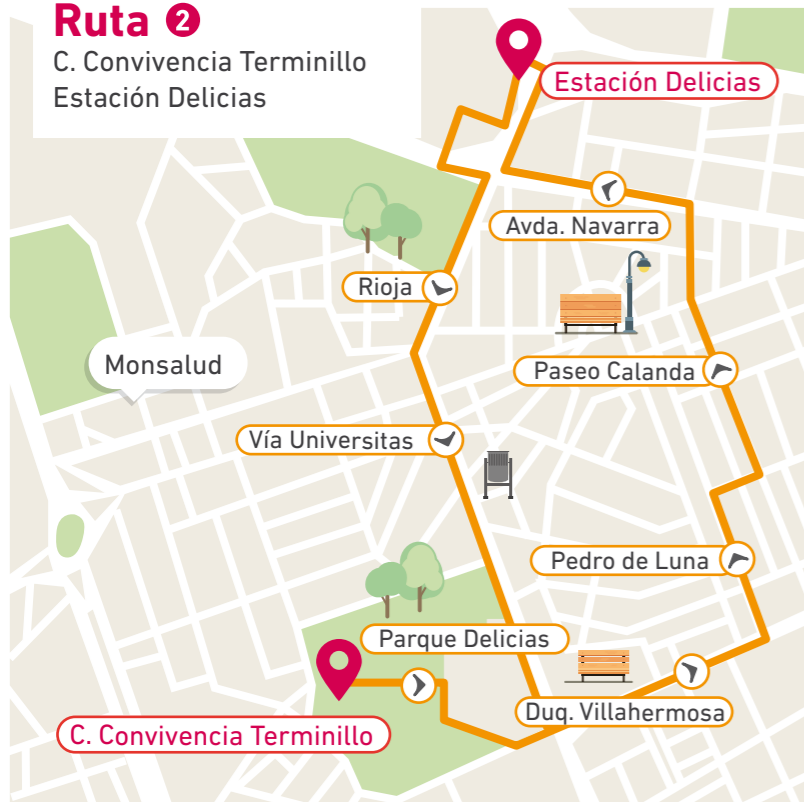 Ruta 2
C. Convivencia Terminillo
Estación Delicias
Estación Delicias
Avda. Navarra
Rioja
Monsalud
Paseo Calanda
Vía Universitas
Pedro de Luna
Parque Delicias
Duq. Villahermosa
C. Convivencia Terminillo